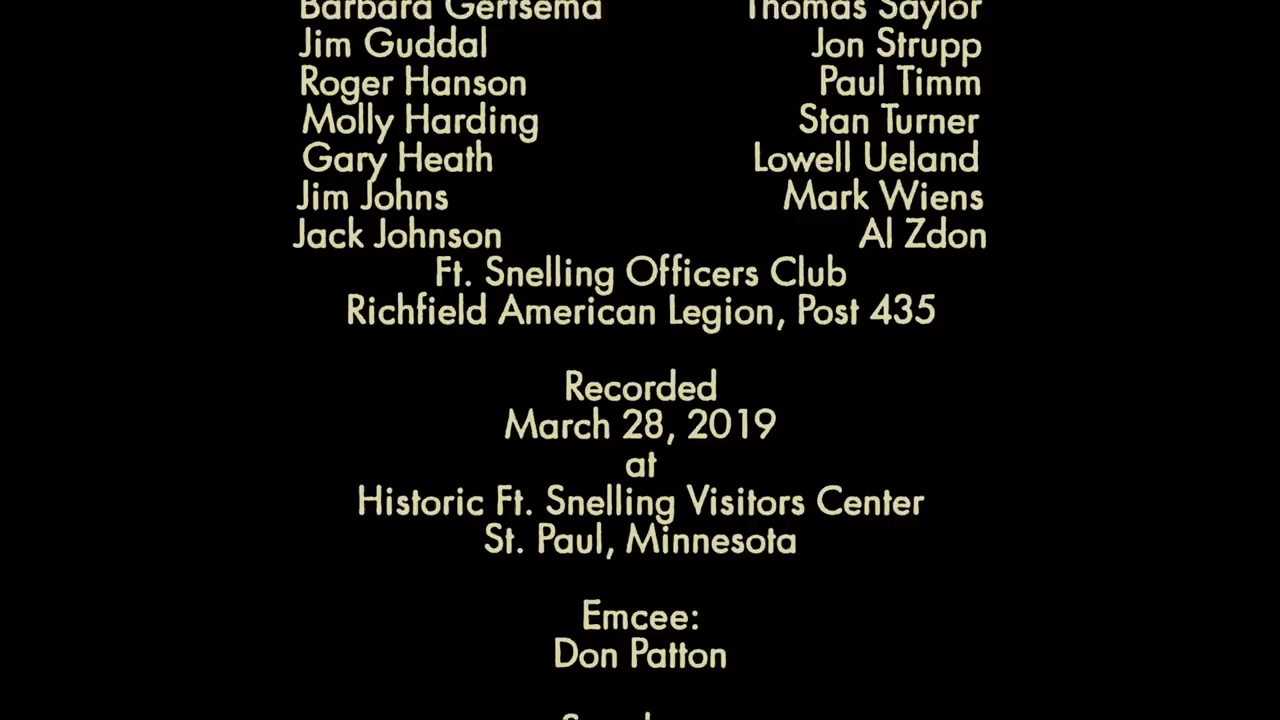 Barbara Gerfsema Thomas Saylor
Jim Guddal Jon Strupp
Roger Hanson Paul Timm
Molly Harding Stan Turner
Gary Heath Lowell Ueland
Jim Johns Mark Wiens
Jack Johnson Al Zdon
Ft. Snelling Officers Club
Richfield American Legion, Post 435
Recorded
March 28, 2019
at
Historic Ft. Snelling Visitors Center
St. Paul, Minnesota
Emcee:
Don Patton